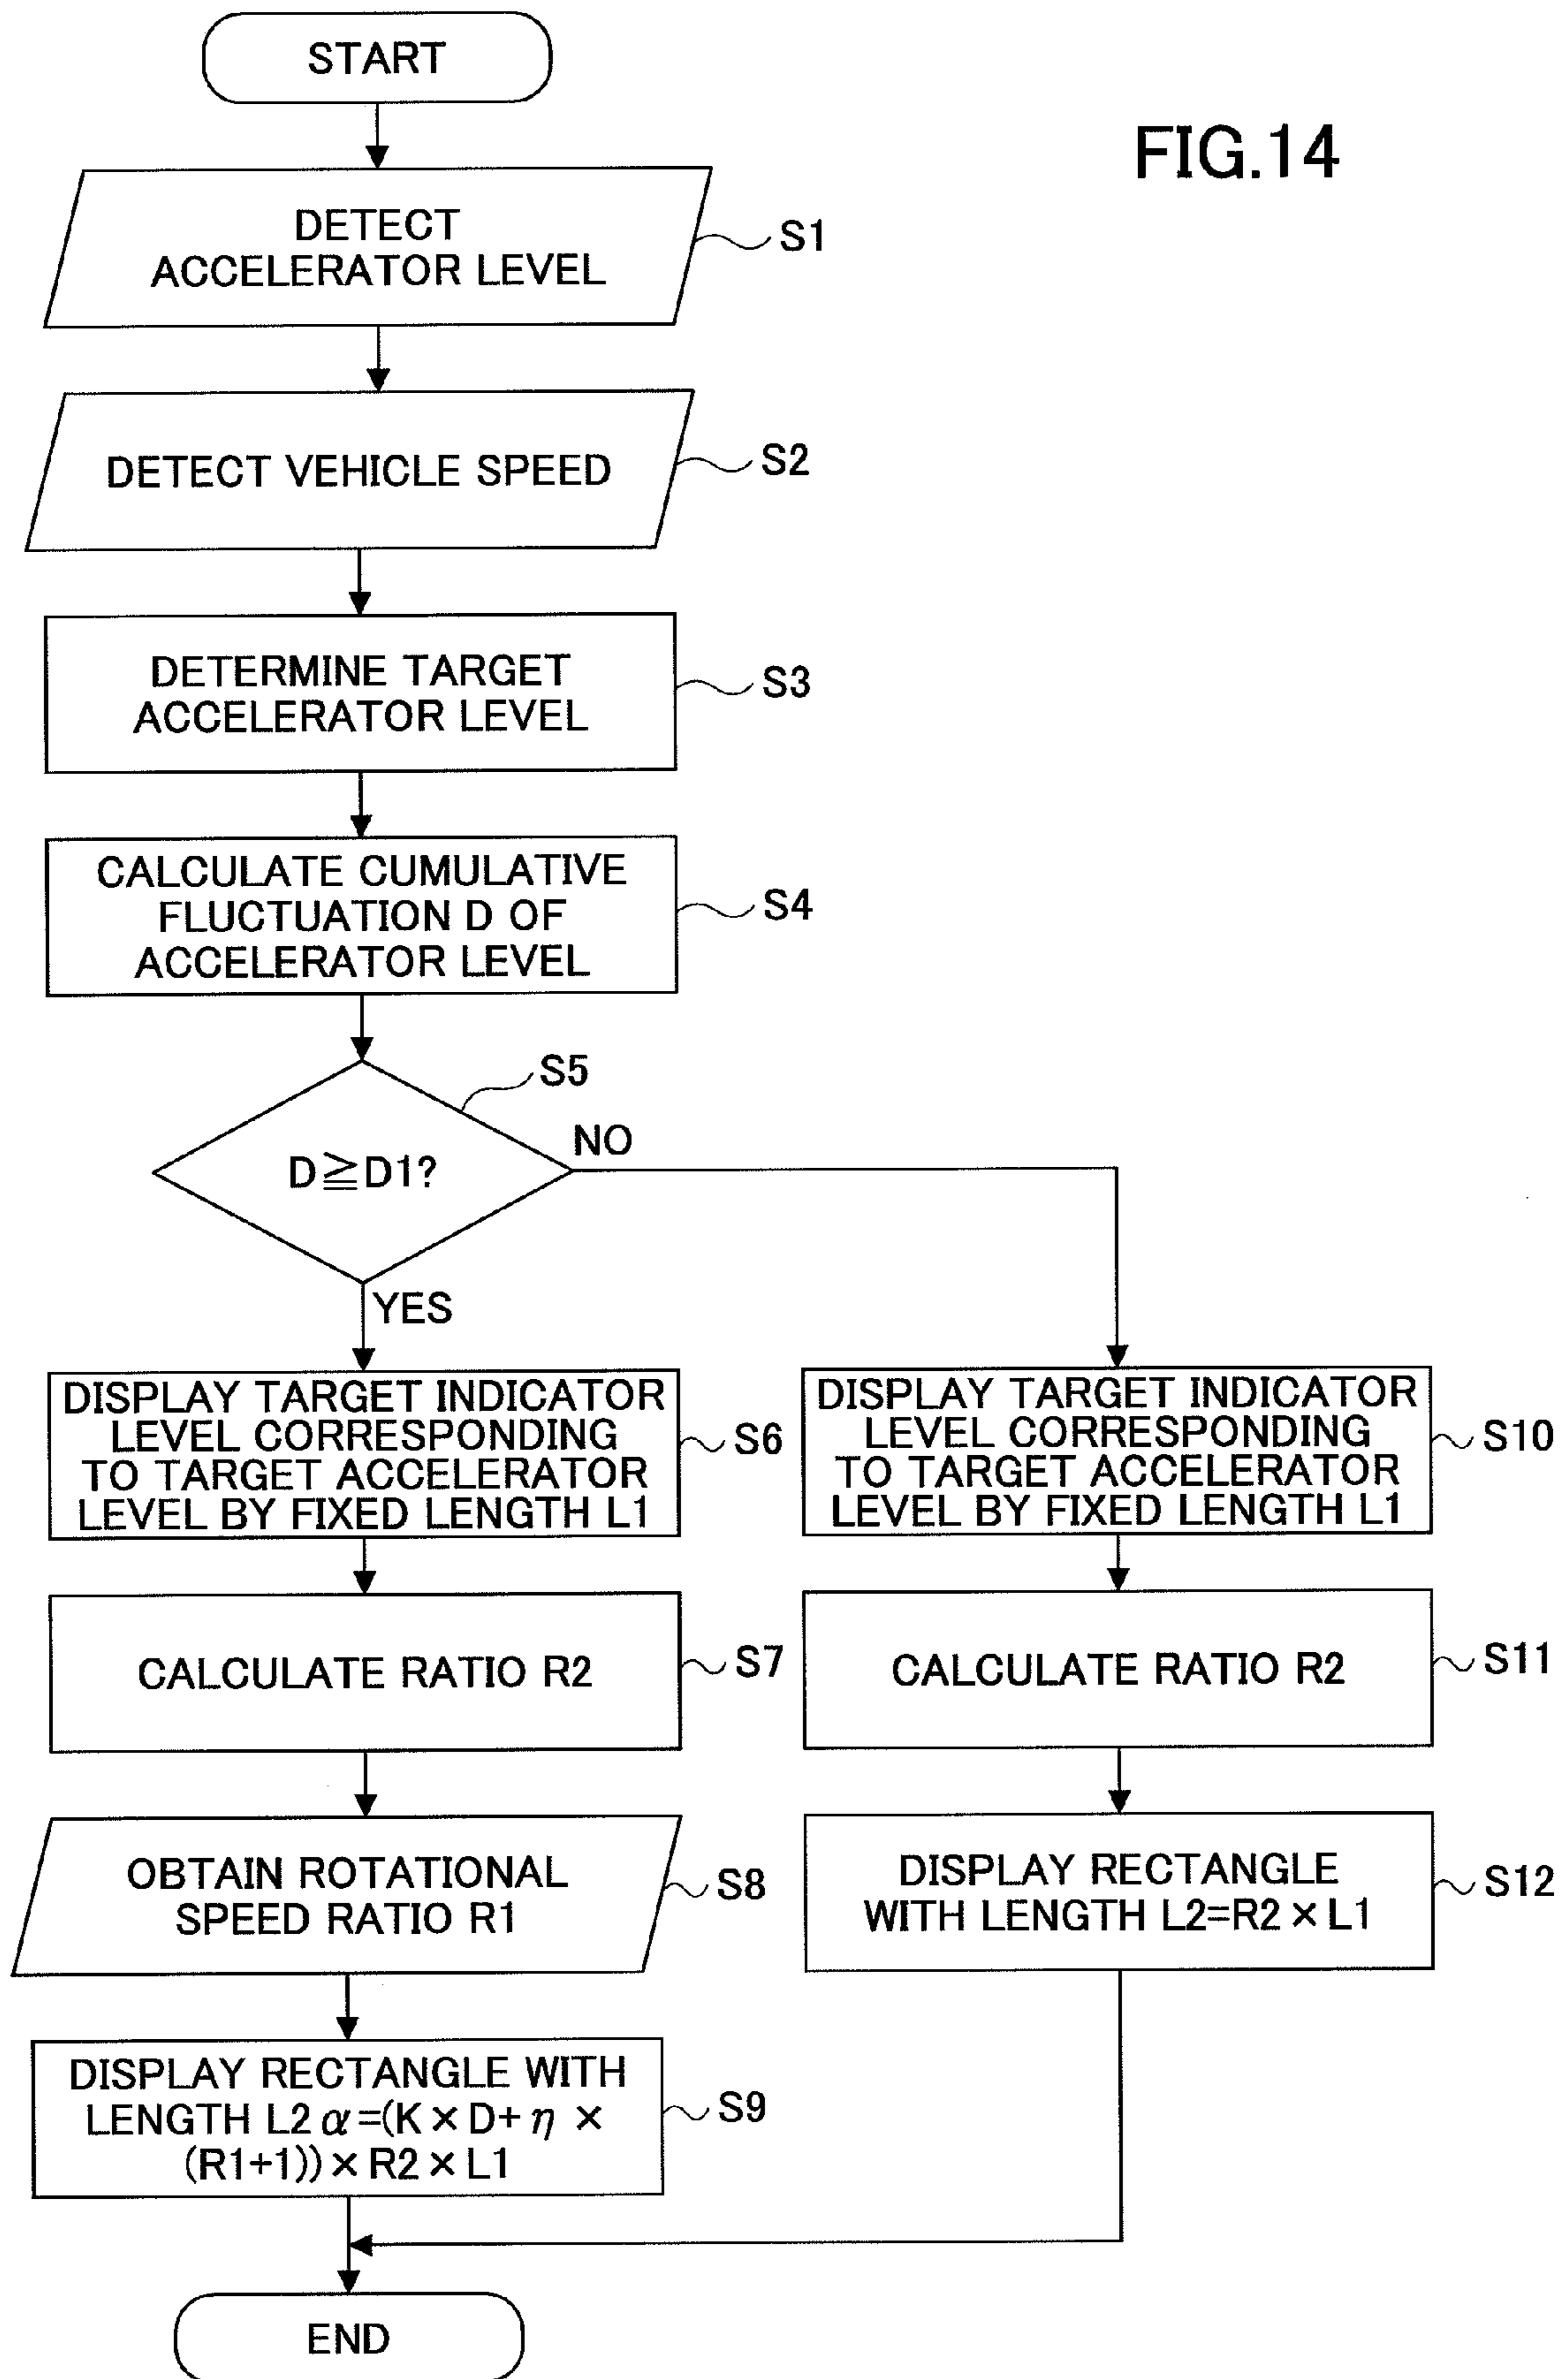 FIG.14
START
DETECT
ACCELERATOR LEVEL
S1
DETECT VEHICLE SPEED
S2
DETERMINE TARGET
ACCELERATOR LEVEL
S3
CALCULATE CUMULATIVE
FLUCTUATION D OF
ACCELERATOR LEVEL
S4
S5
D≧D1?
NO
YES
DISPLAY TARGET INDICATOR
LEVEL CORRESPONDING
TO TARGET ACCELERATOR
LEVEL BY FIXED LENGTH L1
S6
CALCULATE RATIO R2
S7
OBTAIN ROTATIONAL
SPEED RATIO R1
S8
DISPLAY RECTANGLE WITH
LENGTH L2α=(K×D+η×
(R1+1))×R2×L1
S9
DISPLAY TARGET INDICATOR
LEVEL CORRESPONDING
TO TARGET ACCELERATOR
LEVEL BY FIXED LENGTH L1
S10
CALCULATE RATIO R2
S11
DISPLAY RECTANGLE
WITH LENGTH L2=R2×L1
S12
END